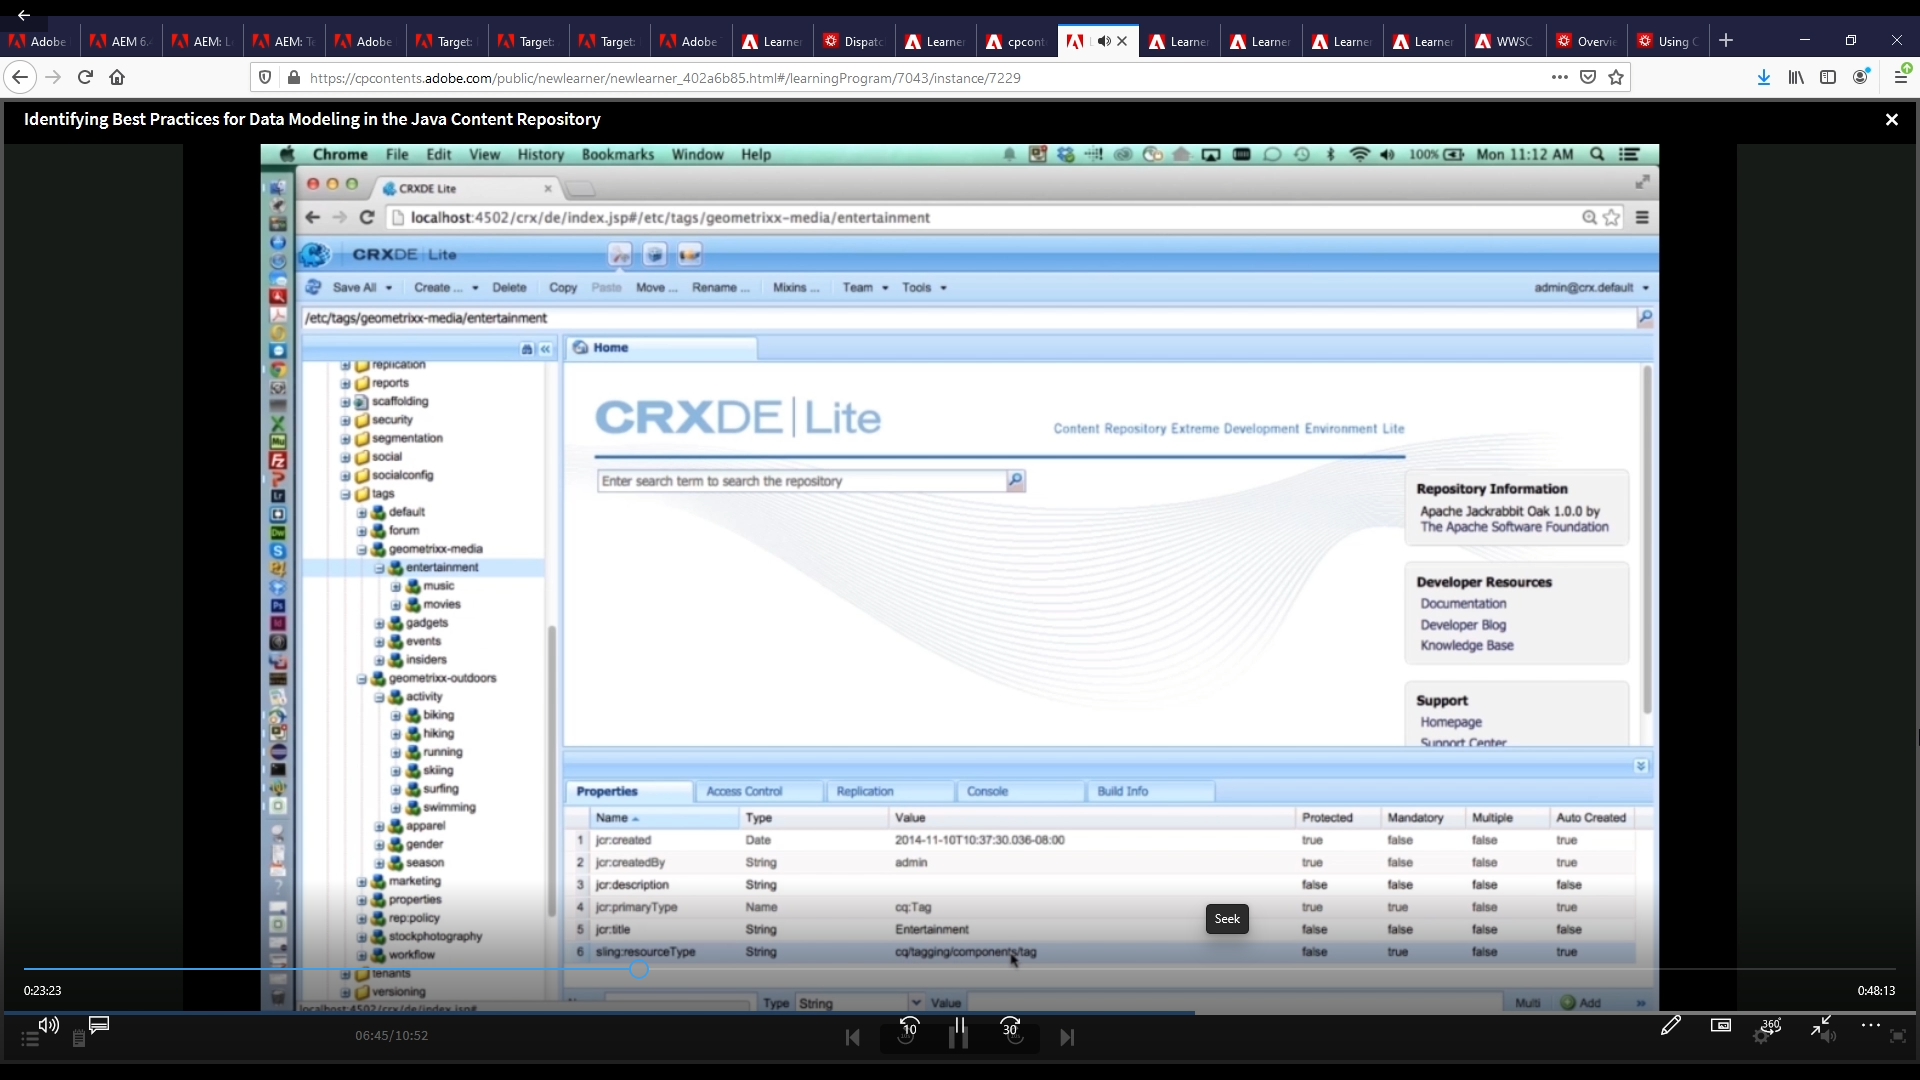 Adobe
AEM 6.
AEM: L
AEM: Te
Adobe
Target:
Target:
Target:
Adobe
Learner
Dispatc
Learner
cpcont
Learner
Learner
Learner
Learner
WWSC
Overvie
Using C
https://cpcontents.adobe.com/public/newlearner/newlearner_402a6b85.html#/learningProgram/7043/instance/7229
Identifying Best Practices for Data Modeling in the Java Content Repository
Chrome File Edit View History Bookmarks Window Help
100% Mon 11:12 AM
CRXDE Lite
localhost:4502/crx/de/index.jsp#/etc/tags/geometrixx-media/entertainment
CRXDE | Lite
Save All Create ... Delete Copy Paste Move ... Rename ... Mixins ... Team Tools admin@crx.default
/etc/tags/geometrixx-media/entertainment
replication
reports
scaffolding
security
segmentation
social
socialconfig
tags
default
forum
geometrixx-media
entertainment
music
movies
gadgets
events
insiders
geometrixx-outdoors
activity
biking
hiking
running
skiing
surfing
swimming
apparel
gender
season
marketing
properties
rep:policy
stockphotography
workflow
tenants
versioning
localhost:4502/crx/de/index.jsp#
Home
CRXDE | Lite
Content Repository Extreme Development Environment Lite
Enter search term to search the repository
Repository Information
Apache Jackrabbit Oak 1.0.0 by
The Apache Software Foundation
Developer Resources
Documentation
Developer Blog
Knowledge Base
Support
Homepage
Support Center
Properties Access Control Replication Console Build Info
Name Type Value Protected Mandatory Multiple Auto Created
1 jcr:created Date 2014-11-10T10:37:30.036-08:00 true false false true
2 jcr:createdBy String admin true false false true
3 jcr:description String false false false false
4 jcr:primaryType Name cq:Tag true true false true
5 jcr:title String Entertainment false false false false
6 sling:resourceType String cq/tagging/components/tag false true false true
Type String Value Multi Add
Seek
0:23:23
0:48:13
06:45/10:52
10
30
360